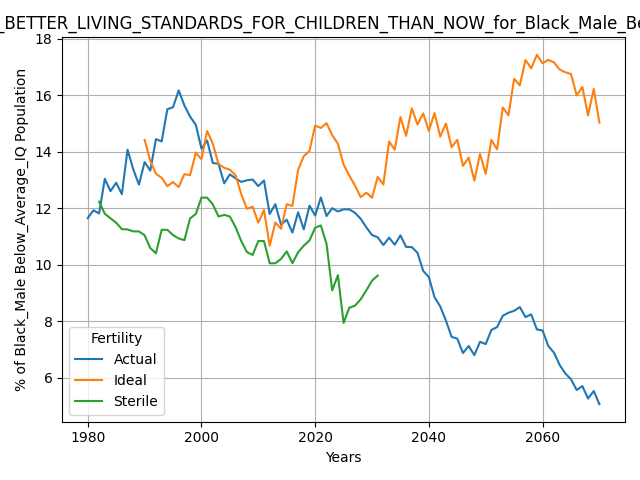 _BETTER_LIVING_STANDARDS_FOR_CHILDREN_THAN_NOW_for_Black_Male_Be
% of Black_Male Below_Average_IQ Population
18
16
14
12
10
8
6
Fertility
Actual
Ideal
Sterile
1980 2000 2020 2040 2060
Years